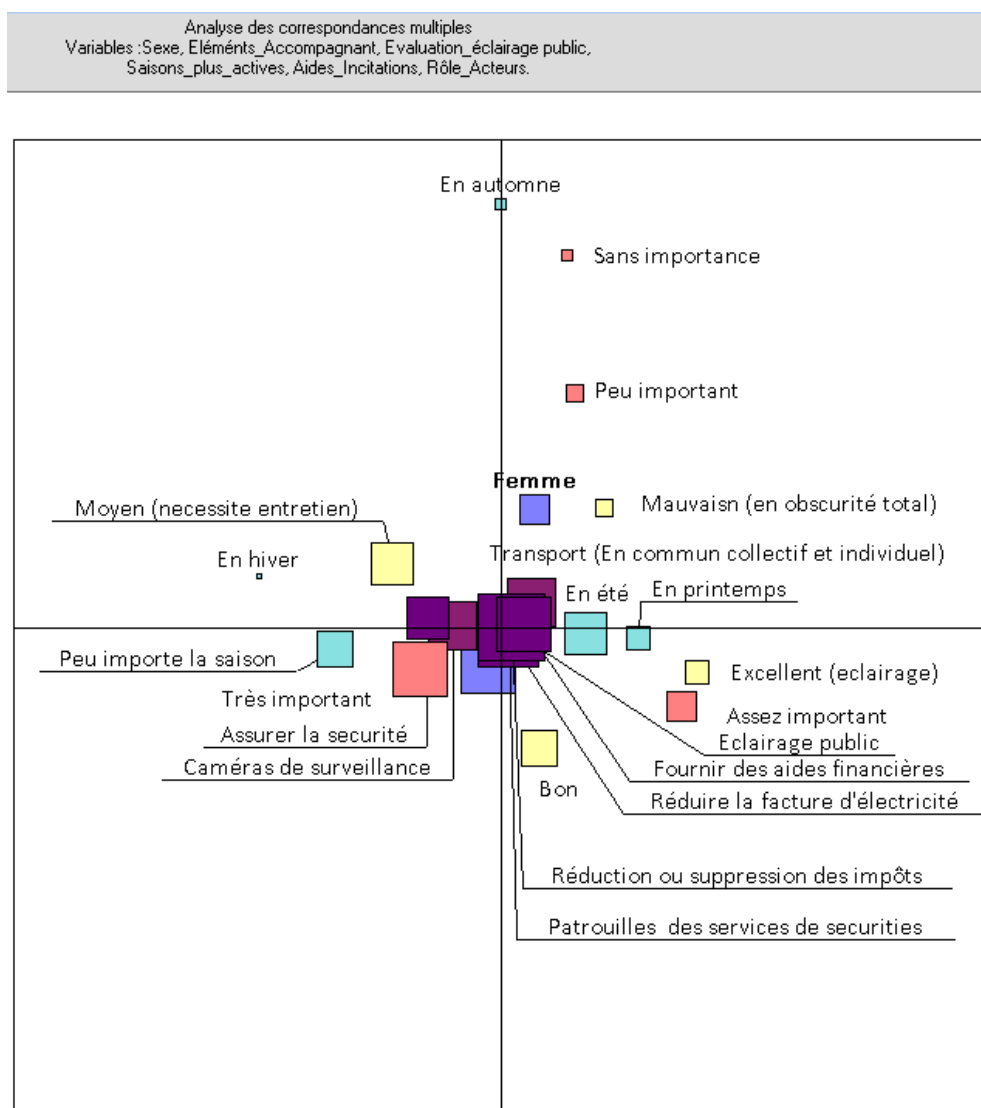 Analyse des correspondances multiples
Variables :Sexe, Eléménts_Accompagnant, Evaluation_éclairage public,
Saisons_plus_actives, Aides_Incitations, Rôle_Acteurs.
En automne
Sans importance
Peu important
Femme
Moyen (necessite entretien)
Mauvaisn (en obscurité total)
En hiver
Transport (En commun collectif et individuel)
En été
En printemps
Peu importe la saison
Excellent (eclairage)
Très important
Assez important
Assurer la securité
Eclairage public
Caméras de surveillance
Fournir des aides financières
Bon
Réduire la facture d'électricité
Réduction ou suppression des impôts
Patrouilles des services de securities